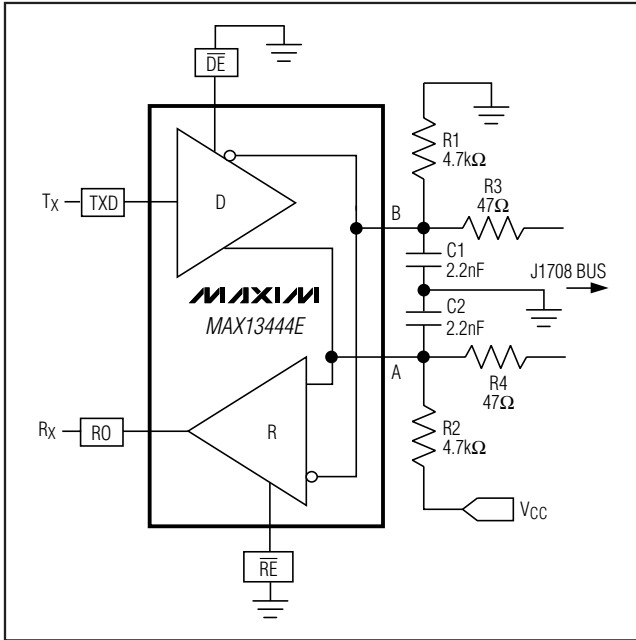 DE
R1
4.7kΩ
R3
47Ω
TX
TXD
D
B
C1
2.2nF
J1708 BUS
MAXIM
MAX13444E
C2
2.2nF
A
R4
47Ω
RX
RO
R
R2
4.7kΩ
VCC
RE